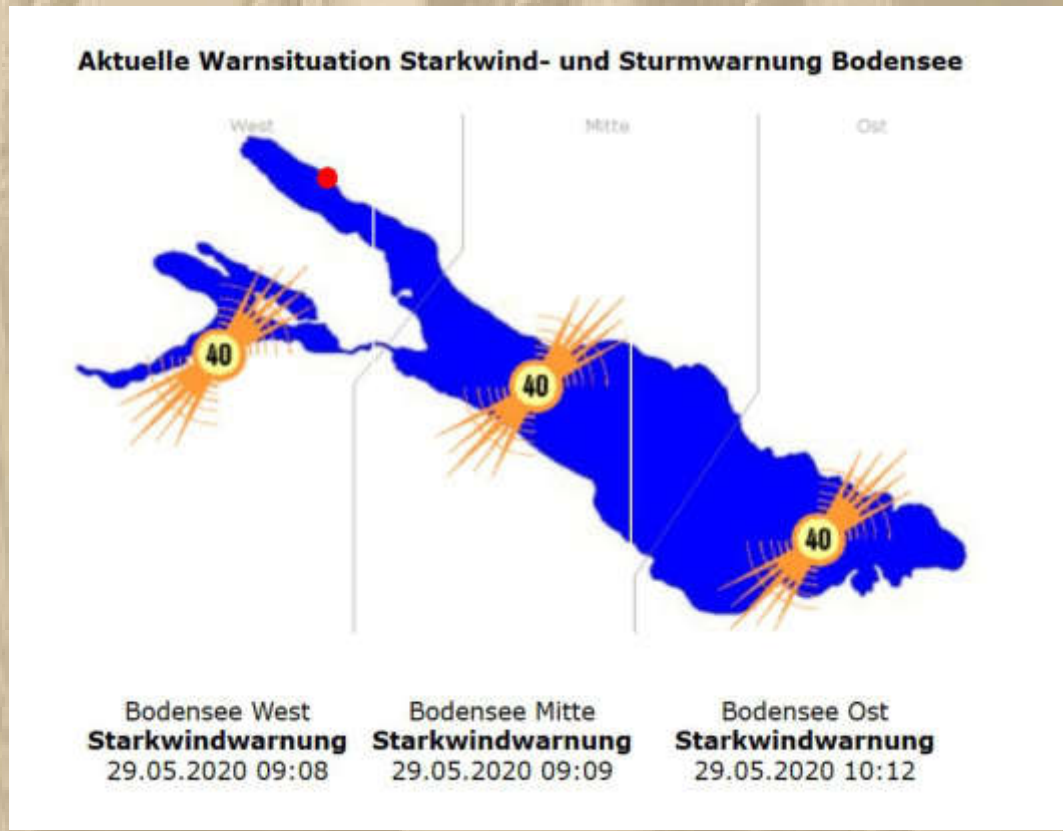 Aktuelle Warnsituation Starkwind- und Sturmwarnung Bodensee
West Mitte Ost
40
40
40
Bodensee West
Starkwindwarnung
29.05.2020 09:08
Bodensee Mitte
Starkwindwarnung
29.05.2020 09:09
Bodensee Ost
Starkwindwarnung
29.05.2020 10:12